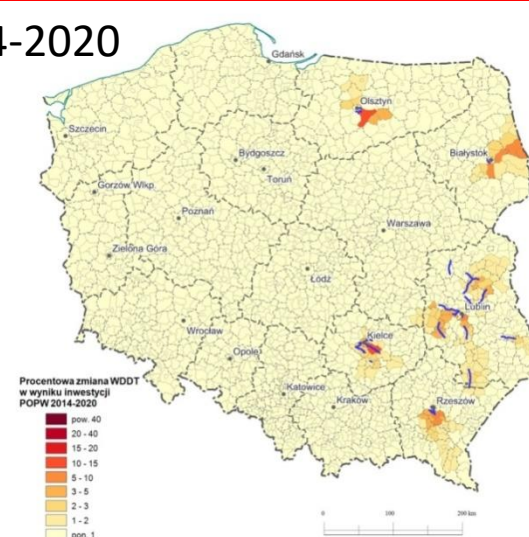 4-2020
Gdańsk
Olsztyn
Szczecin
Białystok
Bydgoszcz
Toruń
Gorzów Wlkp.
Poznań
Warszawa
Zielona Góra
Łódź
Lublin
Wrocław
Kielce
Opole
Katowice
Kraków
Rzeszów
Procentowa zmiana WDDT
w wyniku inwestycji
POPW 2014-2020
pow. 40
20 - 40
15 - 20
10 - 15
5 - 10
3 - 5
2 - 3
1 - 2
pon. 1
0 100 200 km